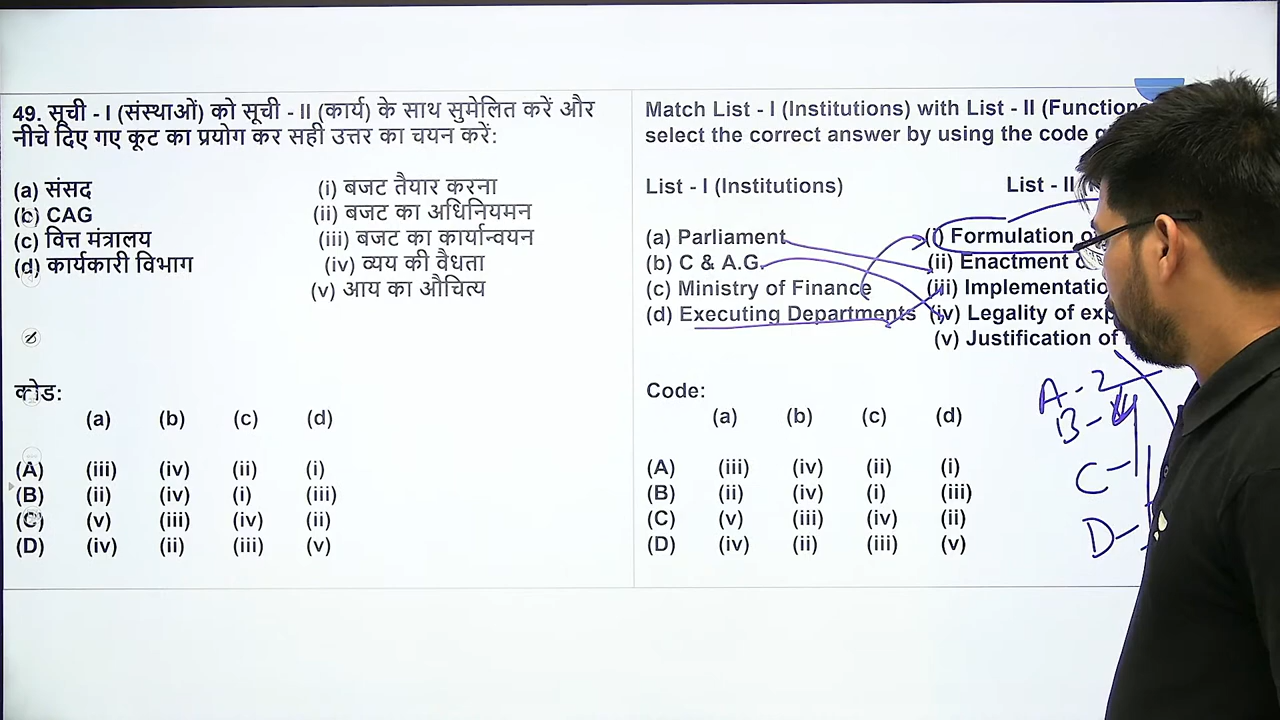 49. सूची - I (संस्थाओं) को सूची - II (कार्य) के साथ सुमेलित करें और
नीचे दिए गए कूट का प्रयोग कर सही उत्तर का चयन करें:
(a) संसद (i) बजट तैयार करना
(b) CAG (ii) बजट का अधिनियमन
(c) वित्त मंत्रालय (iii) बजट का कार्यान्वयन
(d) कार्यकारी विभाग (iv) व्यय की वैधता
(v) आय का औचित्य
कोड:
(a) (b) (c) (d)
(A) (iii) (iv) (ii) (i)
(B) (ii) (iv) (i) (iii)
(C) (v) (iii) (iv) (ii)
(D) (iv) (ii) (iii) (v)
Match List - I (Institutions) with List - II
select the correct answer by using the code
List - I (Institutions) List - II
(a) Parliament (i) Formulation
(b) C & A.G. (ii) Enactment
(c) Ministry of Finance (iii)
(d) Executing Departments (iv) Legality of
(v) Justification of
Code:
(a) (b) (c) (d)
(A) (iii) (iv) (ii) (i)
(B) (ii) (iv) (i) (iii)
(C) (v) (iii) (iv) (ii)
(D) (iv) (ii) (iii) (v)
A-2
B-4
C-
D-